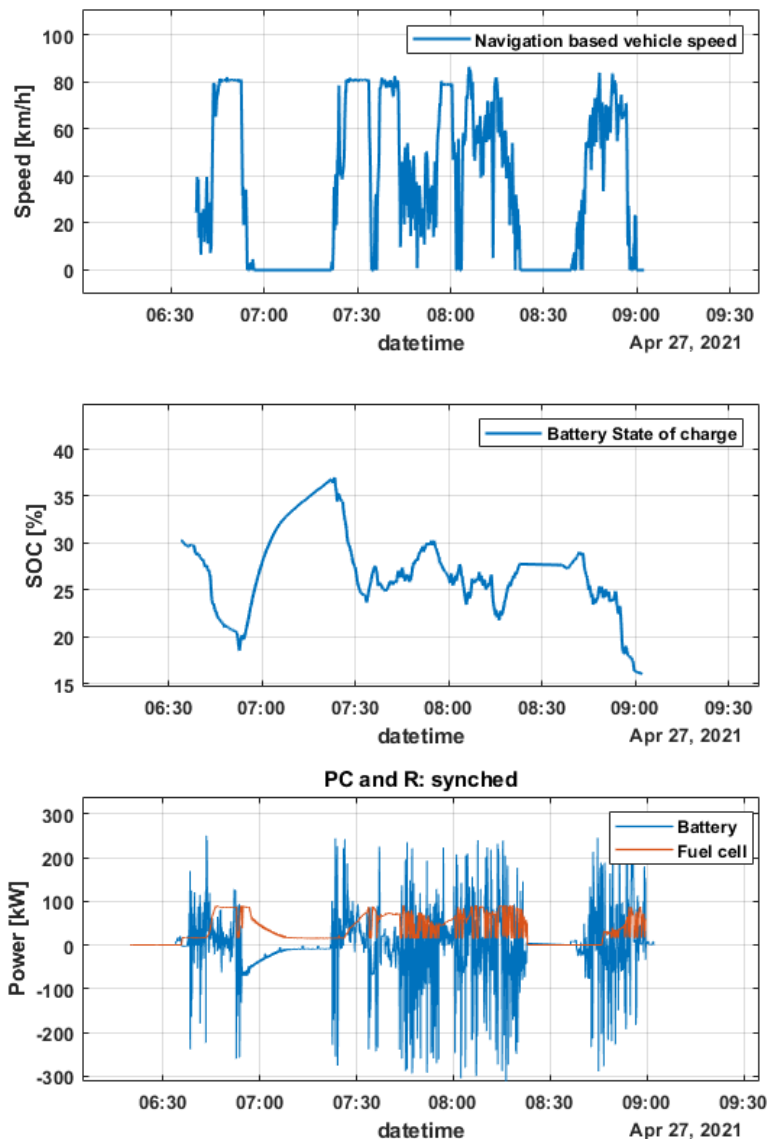 Navigation based vehicle speed
100
80
60
40
20
0
Speed [km/h]
06:30 07:00 07:30 08:00 08:30 09:00 09:30
datetime
Apr 27, 2021
Battery State of charge
40
35
30
25
20
15
SOC [%]
06:30 07:00 07:30 08:00 08:30 09:00 09:30
datetime
Apr 27, 2021
PC and R: synched
Battery
Fuel cell
300
200
100
0
-100
-200
-300
Power [kW]
06:30 07:00 07:30 08:00 08:30 09:00 09:30
datetime
Apr 27, 2021